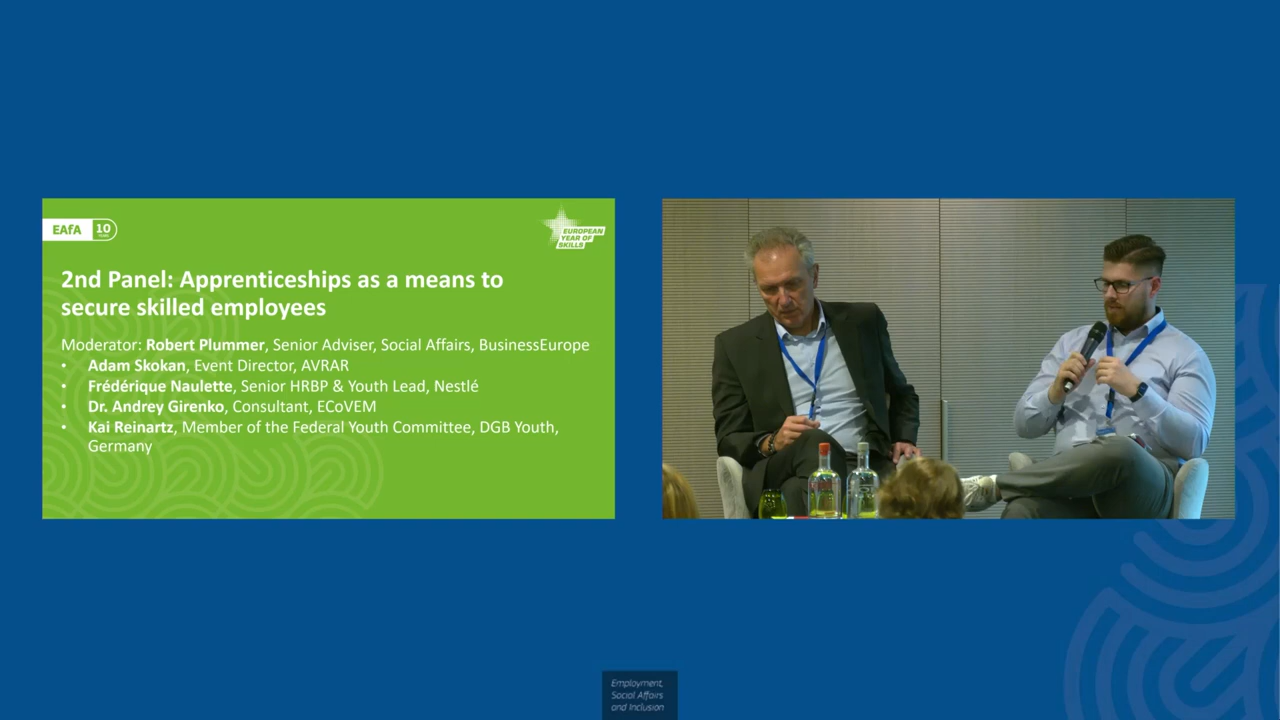 EAfA 10
YEARS
EUROPEAN
YEAR OF
SKILLS
2nd Panel: Apprenticeships as a means to
secure skilled employees
Moderator: Robert Plummer, Senior Adviser, Social Affairs, BusinessEurope
• Adam Skokan, Event Director, AVRAR
• Frédérique Naulette, Senior HRBP & Youth Lead, Nestlé
• Dr. Andrey Girenko, Consultant, ECoVEM
• Kai Reinartz, Member of the Federal Youth Committee, DGB Youth,
Germany
Employment,
Social Affairs
and Inclusion